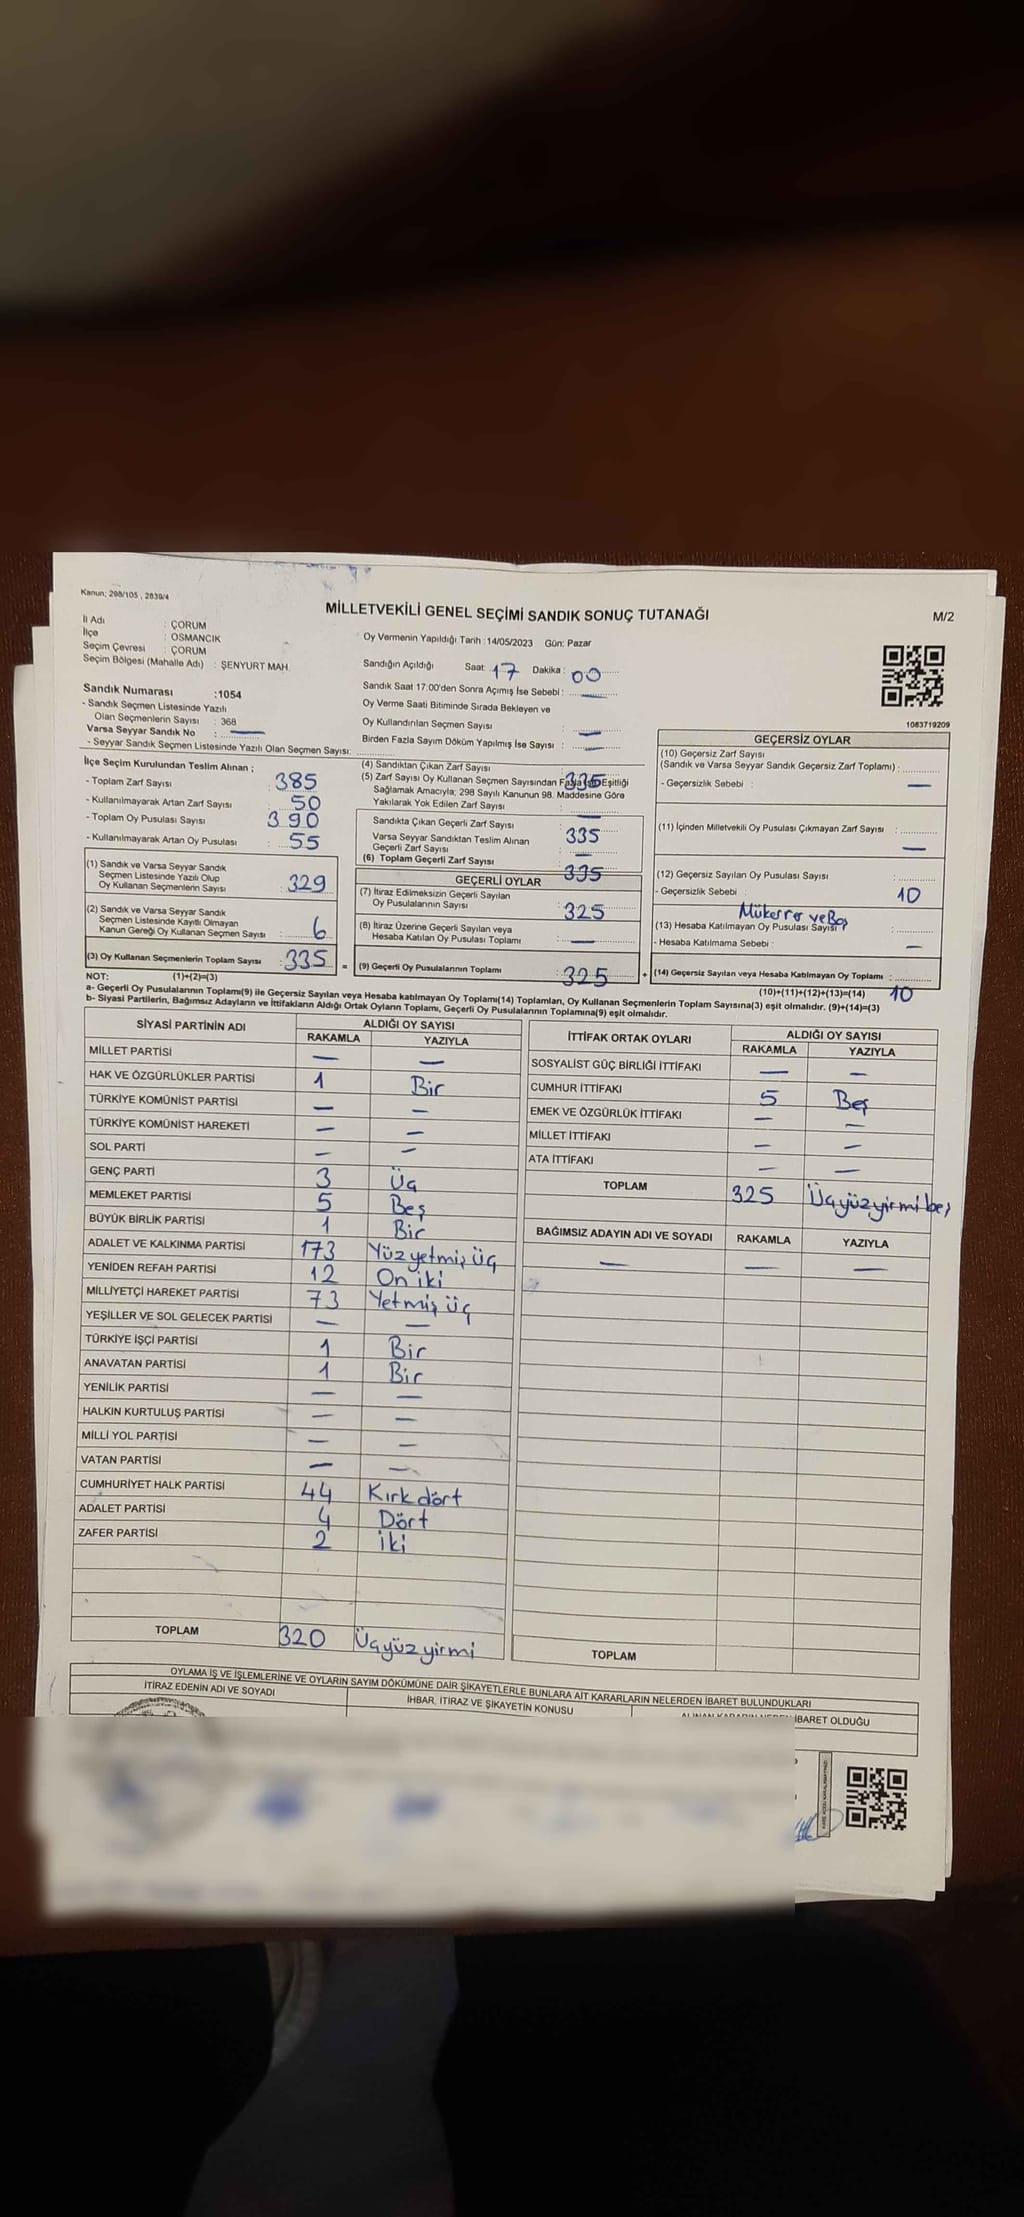 Kanun; 298/105 , 2839/4
MİLLETVEKİLİ GENEL SEÇİMİ SANDIK SONUÇ TUTANAĞI
M/2
İl Adı : ÇORUM
İlçe : OSMANCIK
Seçim Çevresi : ÇORUM
Seçim Bölgesi (Mahalle Adı) : ŞENYURT MAH.
Oy Vermenin Yapıldığı Tarih : 14/05/2023 Gün: Pazar
Sandığın Açıldığı Saat: 17 Dakika : 00
Sandık Saat 17:00'den Sonra Açımış İse Sebebi : —
Oy Verme Saati Bitiminde Sırada Bekleyen ve
Oy Kullandırılan Seçmen Sayısı : —
Birden Fazla Sayım Döküm Yapılmış İse Sayısı : —
1083719209
Sandık Numarası :1054
- Sandık Seçmen Listesinde Yazılı
Olan Seçmenlerin Sayısı : 368
Varsa Seyyar Sandık No : —
- Seyyar Sandık Seçmen Listesinde Yazılı Olan Seçmen Sayısı:
İlçe Seçim Kurulundan Teslim Alınan ;
- Toplam Zarf Sayısı : 385
- Kullanılmayarak Artan Zarf Sayısı : 50
- Toplam Oy Pusulası Sayısı : 390
- Kullanılmayarak Artan Oy Pusulası : 55
(1) Sandık ve Varsa Seyyar Sandık
Seçmen Listesinde Yazılı Olup
Oy Kullanan Seçmenlerin Sayısı : 329
(2) Sandık ve Varsa Seyyar Sandık
Seçmen Listesinde Kayıtlı Olmayan
Kanun Gereği Oy Kullanan Seçmen Sayısı : 6
(3) Oy Kullanan Seçmenlerin Toplam Sayısı : 335 =
(4) Sandıktan Çıkan Zarf Sayısı : 335
(5) Zarf Sayısı Oy Kullanan Seçmen Sayısından Fazla İse Eşitliği
Sağlamak Amacıyla; 298 Sayılı Kanunun 98. Maddesine Göre
Yakılarak Yok Edilen Zarf Sayısı : —
Sandıkta Çıkan Geçerli Zarf Sayısı : 335
Varsa Seyyar Sandıktan Teslim Alınan
Geçerli Zarf Sayısı : —
(6) Toplam Geçerli Zarf Sayısı : 335
GEÇERLİ OYLAR
(7) İtiraz Edilmeksizin Geçerli Sayılan
Oy Pusulalarının Sayısı : 325
(8) İtiraz Üzerine Geçerli Sayılan veya
Hesaba Katılan Oy Pusulası Toplamı : —
(9) Geçerli Oy Pusulalarının Toplamı : 325 +
GEÇERSİZ OYLAR
(10) Geçersiz Zarf Sayısı
(Sandık ve Varsa Seyyar Sandık Geçersiz Zarf Toplamı) :
- Geçersizlik Sebebi : —
(11) İçinden Milletvekili Oy Pusulası Çıkmayan Zarf Sayısı : —
(12) Geçersiz Sayılan Oy Pusulası Sayısı : 10
- Geçersizlik Sebebi : Mükerrer ve Boş
(13) Hesaba Katılmayan Oy Pusulası Sayısı : —
- Hesaba Katılmama Sebebi :
(14) Geçersiz Sayılan veya Hesaba Katılmayan Oy Toplamı : 10
NOT: (1)+(2)=(3)
(10)+(11)+(12)+(13)=(14)
a- Geçerli Oy Pusulalarının Toplamı(9) ile Geçersiz Sayılan veya Hesaba katılmayan Oy Toplamı(14) Toplamları, Oy Kullanan Seçmenlerin Toplam Sayısına(3) eşit olmalıdır. (9)+(14)=(3)
b- Siyasi Partilerin, Bağımsız Adayların ve İttifakların Aldığı Ortak Oyların Toplamı, Geçerli Oy Pusulalarının Toplamına(9) eşit olmalıdır.
SİYASİ PARTİNİN ADI ALDIĞI OY SAYISI
RAKAMLA YAZIYLA
MİLLET PARTİSİ — —
HAK VE ÖZGÜRLÜKLER PARTİSİ 1 Bir
TÜRKİYE KOMÜNİST PARTİSİ — —
TÜRKİYE KOMÜNİST HAREKETİ — —
SOL PARTİ — —
GENÇ PARTİ 3 Üç
MEMLEKET PARTİSİ 5 Beş
BÜYÜK BİRLİK PARTİSİ 1 Bir
ADALET VE KALKINMA PARTİSİ 173 Yüzyetmiş Üç
YENİDEN REFAH PARTİSİ 12 On iki
MİLLİYETÇİ HAREKET PARTİSİ 73 Yetmiş üç
YEŞİLLER VE SOL GELECEK PARTİSİ — —
TÜRKİYE İŞÇİ PARTİSİ 1 Bir
ANAVATAN PARTİSİ 1 Bir
YENİLİK PARTİSİ — —
HALKIN KURTULUŞ PARTİSİ — —
MİLLİ YOL PARTİSİ — —
VATAN PARTİSİ — —
CUMHURİYET HALK PARTİSİ 44 Kırkdört
ADALET PARTİSİ 4 Dört
ZAFER PARTİSİ 2 iki
TOPLAM 320 Üçyüzyirmi
İTTİFAK ORTAK OYLARI ALDIĞI OY SAYISI
RAKAMLA YAZIYLA
SOSYALİST GÜÇ BİRLİĞİ İTTİFAKI — —
CUMHUR İTTİFAKI 5 Beş
EMEK VE ÖZGÜRLÜK İTTİFAKI — —
MİLLET İTTİFAKI — —
ATA İTTİFAKI — —
TOPLAM 325 Üçyüzyirmi beş
BAĞIMSIZ ADAYIN ADI VE SOYADI RAKAMLA YAZIYLA
— — —
TOPLAM
OYLAMA İŞ VE İŞLEMLERİNE VE OYLARIN SAYIM DÖKÜMÜNE DAİR ŞİKAYETLERLE BUNLARA AİT KARARLARIN NELERDEN İBARET BULUNDUKLARI
İTİRAZ EDENİN ADI VE SOYADI İHBAR, İTİRAZ VE ŞİKAYETİN KONUSU İBARET OLDUĞU